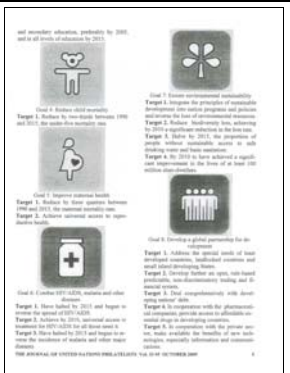 and secondary education, preferably by 2005,
and in all levels of education by 2015.
Goal 4: Reduce child mortality
Target 1. Reduce by two-thirds between 1990
and 2015, the under-five mortality rate.
Goal 5: Improve maternal health
Target 1. Reduce by three quarters between
1990 and 2015, the maternal mortality rate.
Target 2. Achieve universal access to repro-
ductive health.
Goal 6: Combat HIV/AIDS, malaria and other
diseases
Target 1. Have halted by 2015 and begun to
reverse the spread of HIV/AIDS.
Target 2. Achieve by 2010, universal access to
treatment for HIV/AIDS for all those need it.
Target 3. Have halted by 2015 and begun to re-
verse the incidence of malaria and other major
diseases.
Goal 7: Ensure environmental sustainability
Target 1. Integrate the principles of sustainable
development into nation programs and policies
and reverse the loss of environmental resources.
Target 2. Reduce biodiversity loss, achieving
by 2010 a significant reduction in the loss rate.
Target 3. Halve by 2015, the proportion of
people without sustainable access to safe
drinking water and basic sanitation.
Target 4. By 2010 to have achieved a signifi-
cant improvement in the lives of at least 100
million slum-dwellers.
Goal 8: Develop a global partnership for de-
velopment
Target 1. Address the special needs of least
developed countries, landlocked countries and
small island developing States.
Target 2. Develop further an open, rule-based
predictable, non-discriminatory trading and fi-
nancial system.
Target 3. Deal comprehensively with devel-
oping nations' debt.
Target 4. In cooperation with the pharmaceuti-
cal companies, provide access to affordable es-
sential drugs in developing countries.
Target 5. In cooperation with the private sec-
tor, make available the benefits of new tech-
nologies, especially information and communi-
cations.
THE JOURNAL OF UNITED NATIONS PHILATELISTS OCTOBER 2009